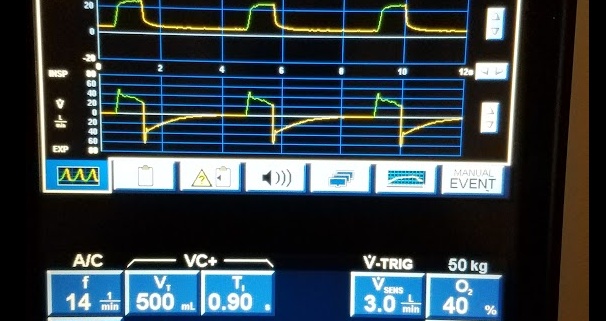 20
0
-20
0 2 4 6 8 10 12s
INSP
80
60
40
20
0
20
40
60
80
V̇
L
min
EXP
MANUAL
EVENT
A/C VC+ V̇-TRIG 50 kg
f VT TI V̇SENS O2
14 1/min 500 mL 0.90 s 3.0 L/min 40 %